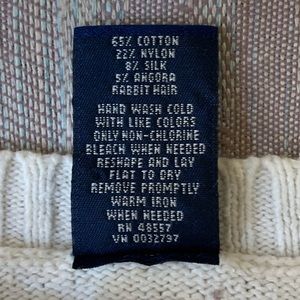 65% COTTON
22% NYLON
8% SILK
5% ANGORA
RABBIT HAIR
HAND WASH COLD
WITH LIKE COLORS
ONLY NON-CHLORINE
BLEACH WHEN NEEDED
RESHAPE AND LAY
FLAT TO DRY
REMOVE PROMPTLY
WARM IRON
WHEN NEEDED
RN 48557
VN 0032797